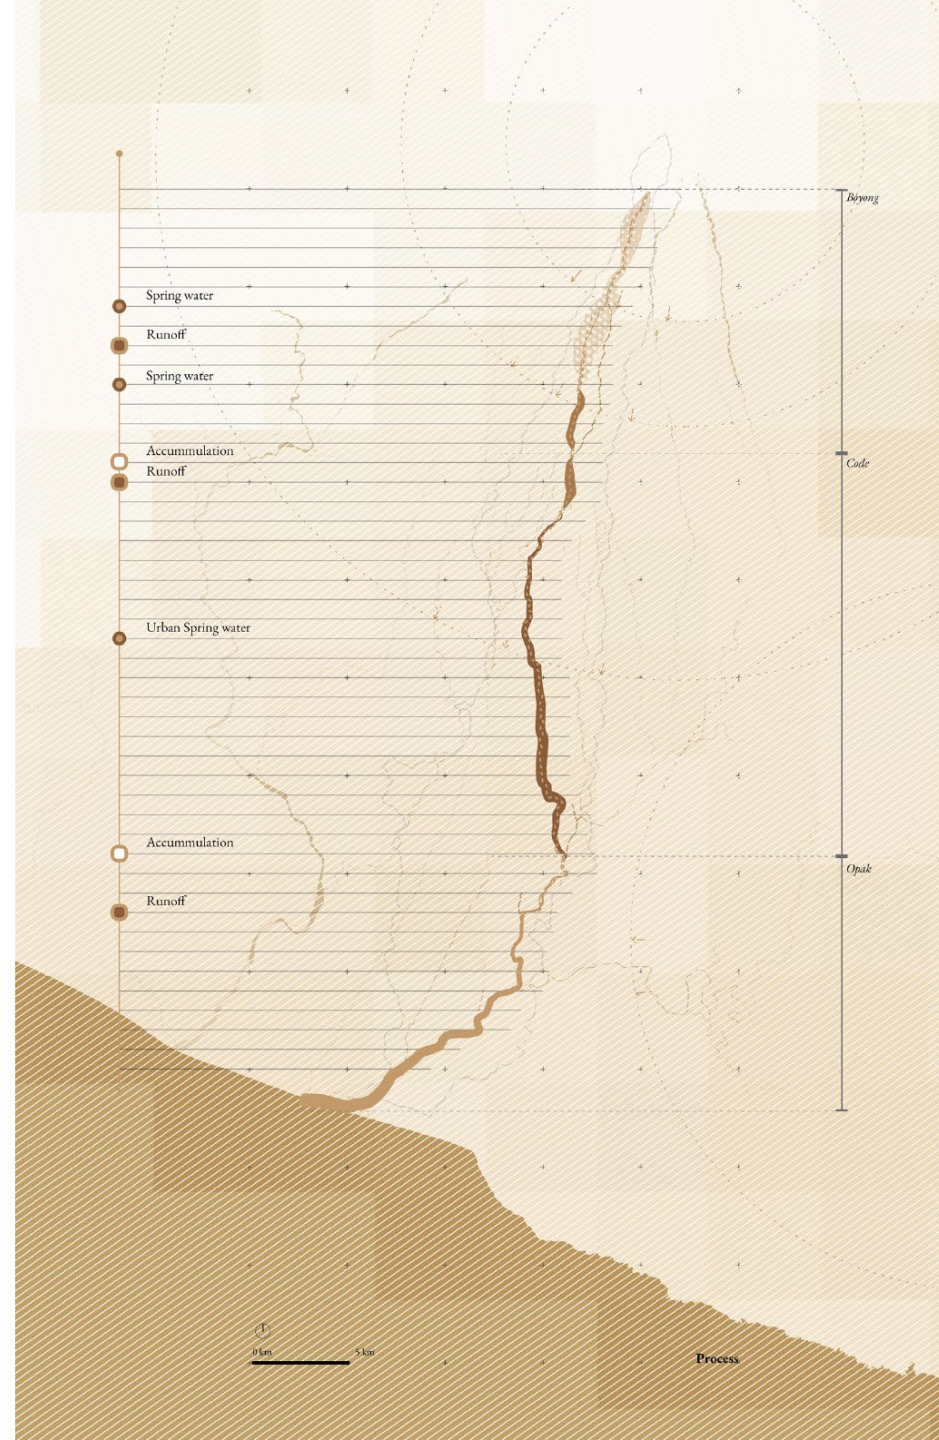 Boyong
Spring water
Runoff
Spring water
Accummulation
Code
Runoff
Urban Spring water
Accummulation
Opak
Runoff
0 km
5 km
Process